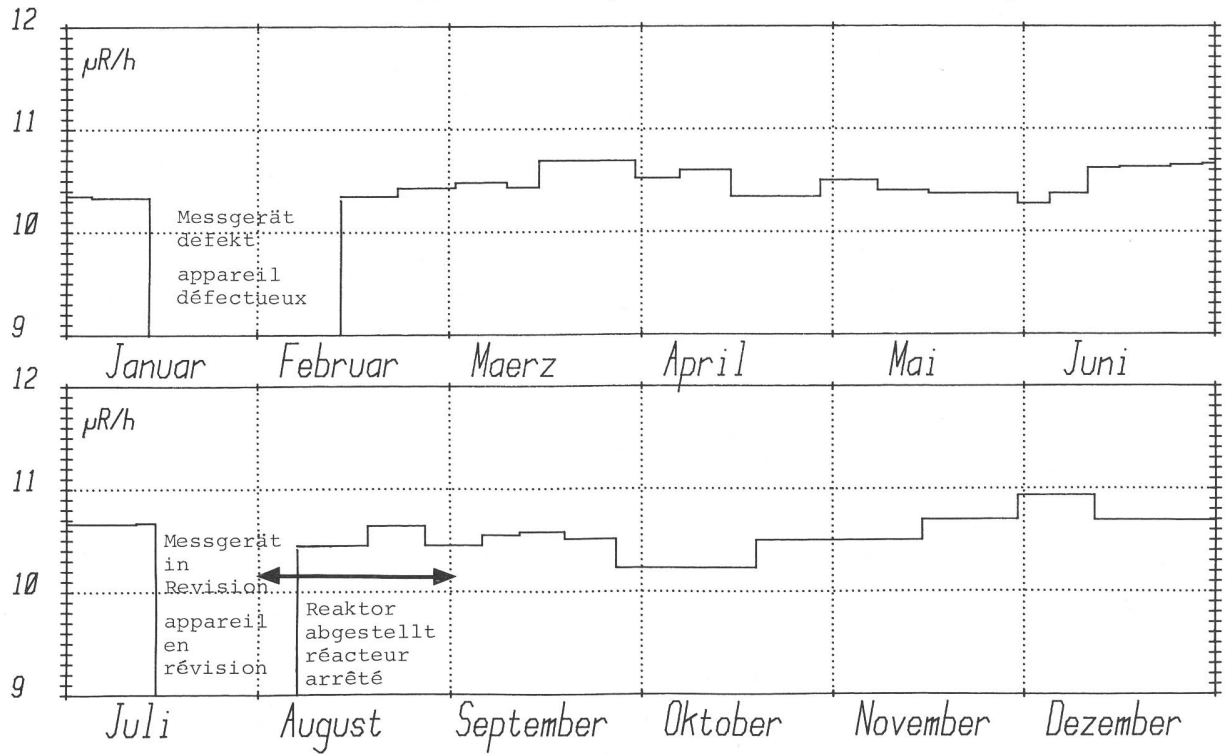 12
µR/h
11
10
9
Messgerät
defekt
appareil
défectueux
Januar Februar Maerz April Mai Juni
12
µR/h
11
10
9
Messgerät
in
Revision
appareil
en
révision
Reaktor
abgestellt
réacteur
arrêté
Juli August September Oktober November Dezember